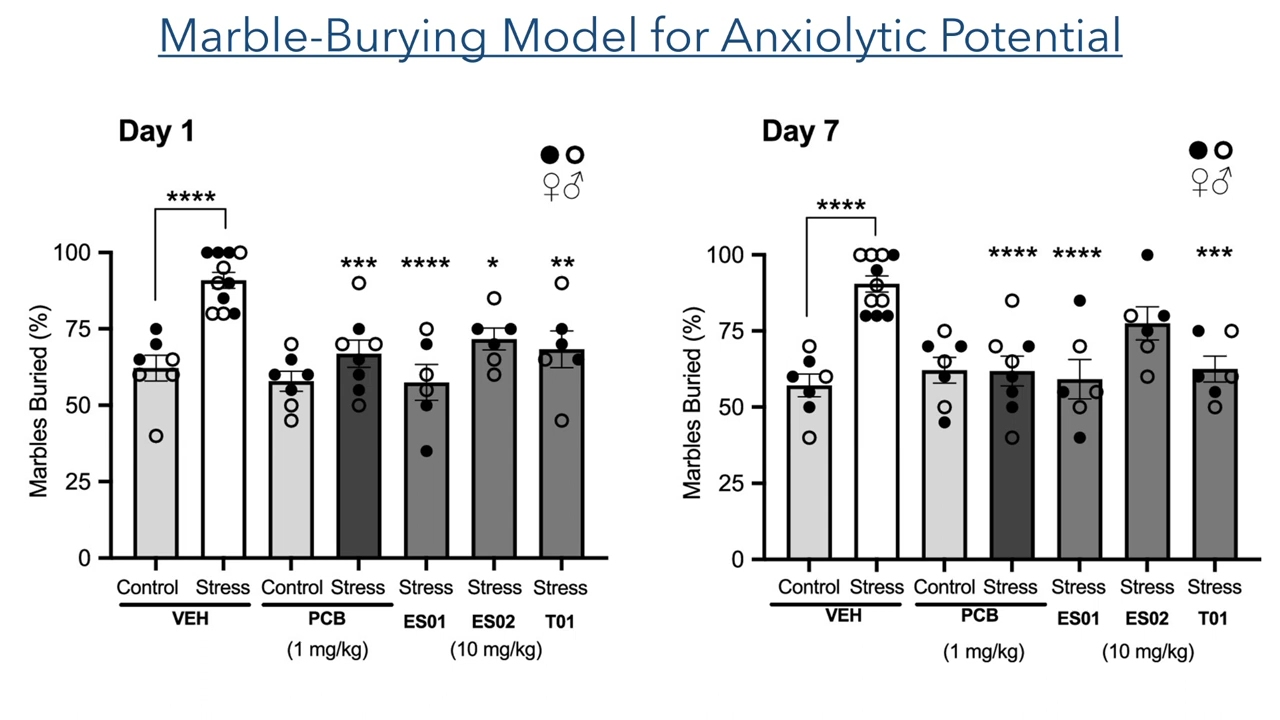 Marble-Burying Model for Anxiolytic Potential
Day 1
♀♂
****
*** **** * **
Marbles Buried (%)
100
75
50
25
0
Control Stress Control Stress Stress Stress Stress
VEH PCB ES01 ES02 T01
(1 mg/kg) (10 mg/kg)
Day 7
♀♂
****
**** **** ***
Marbles Buried (%)
100
75
50
25
0
Control Stress Control Stress Stress Stress Stress
VEH PCB ES01 ES02 T01
(1 mg/kg) (10 mg/kg)